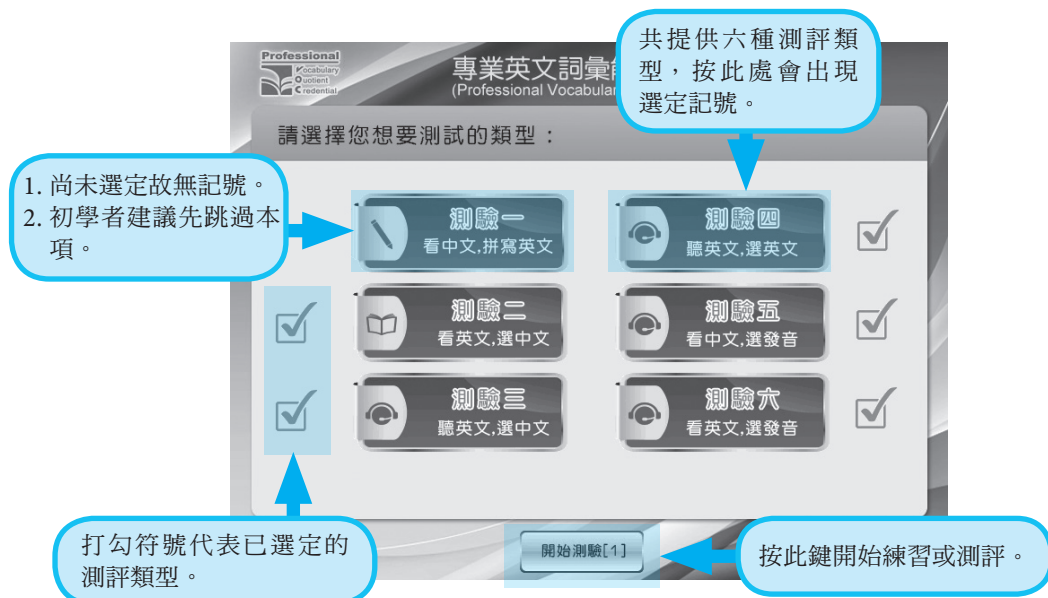 Professional
Vocabulary
Quotient
Credential
專業英文詞彙
(Professional Vocabular
共提供六種測評類
型，按此處會出現
選定記號。
請選擇您想要測試的類型：
1. 尚未選定故無記號。
2. 初學者建議先跳過本
項。
測驗一
看中文,拼寫英文
測驗四
聽英文,選英文
測驗二
看英文,選中文
測驗五
看中文,選發音
測驗三
聽英文,選中文
測驗六
看英文,選發音
打勾符號代表已選定的
測評類型。
開始測驗[1]
按此鍵開始練習或測評。